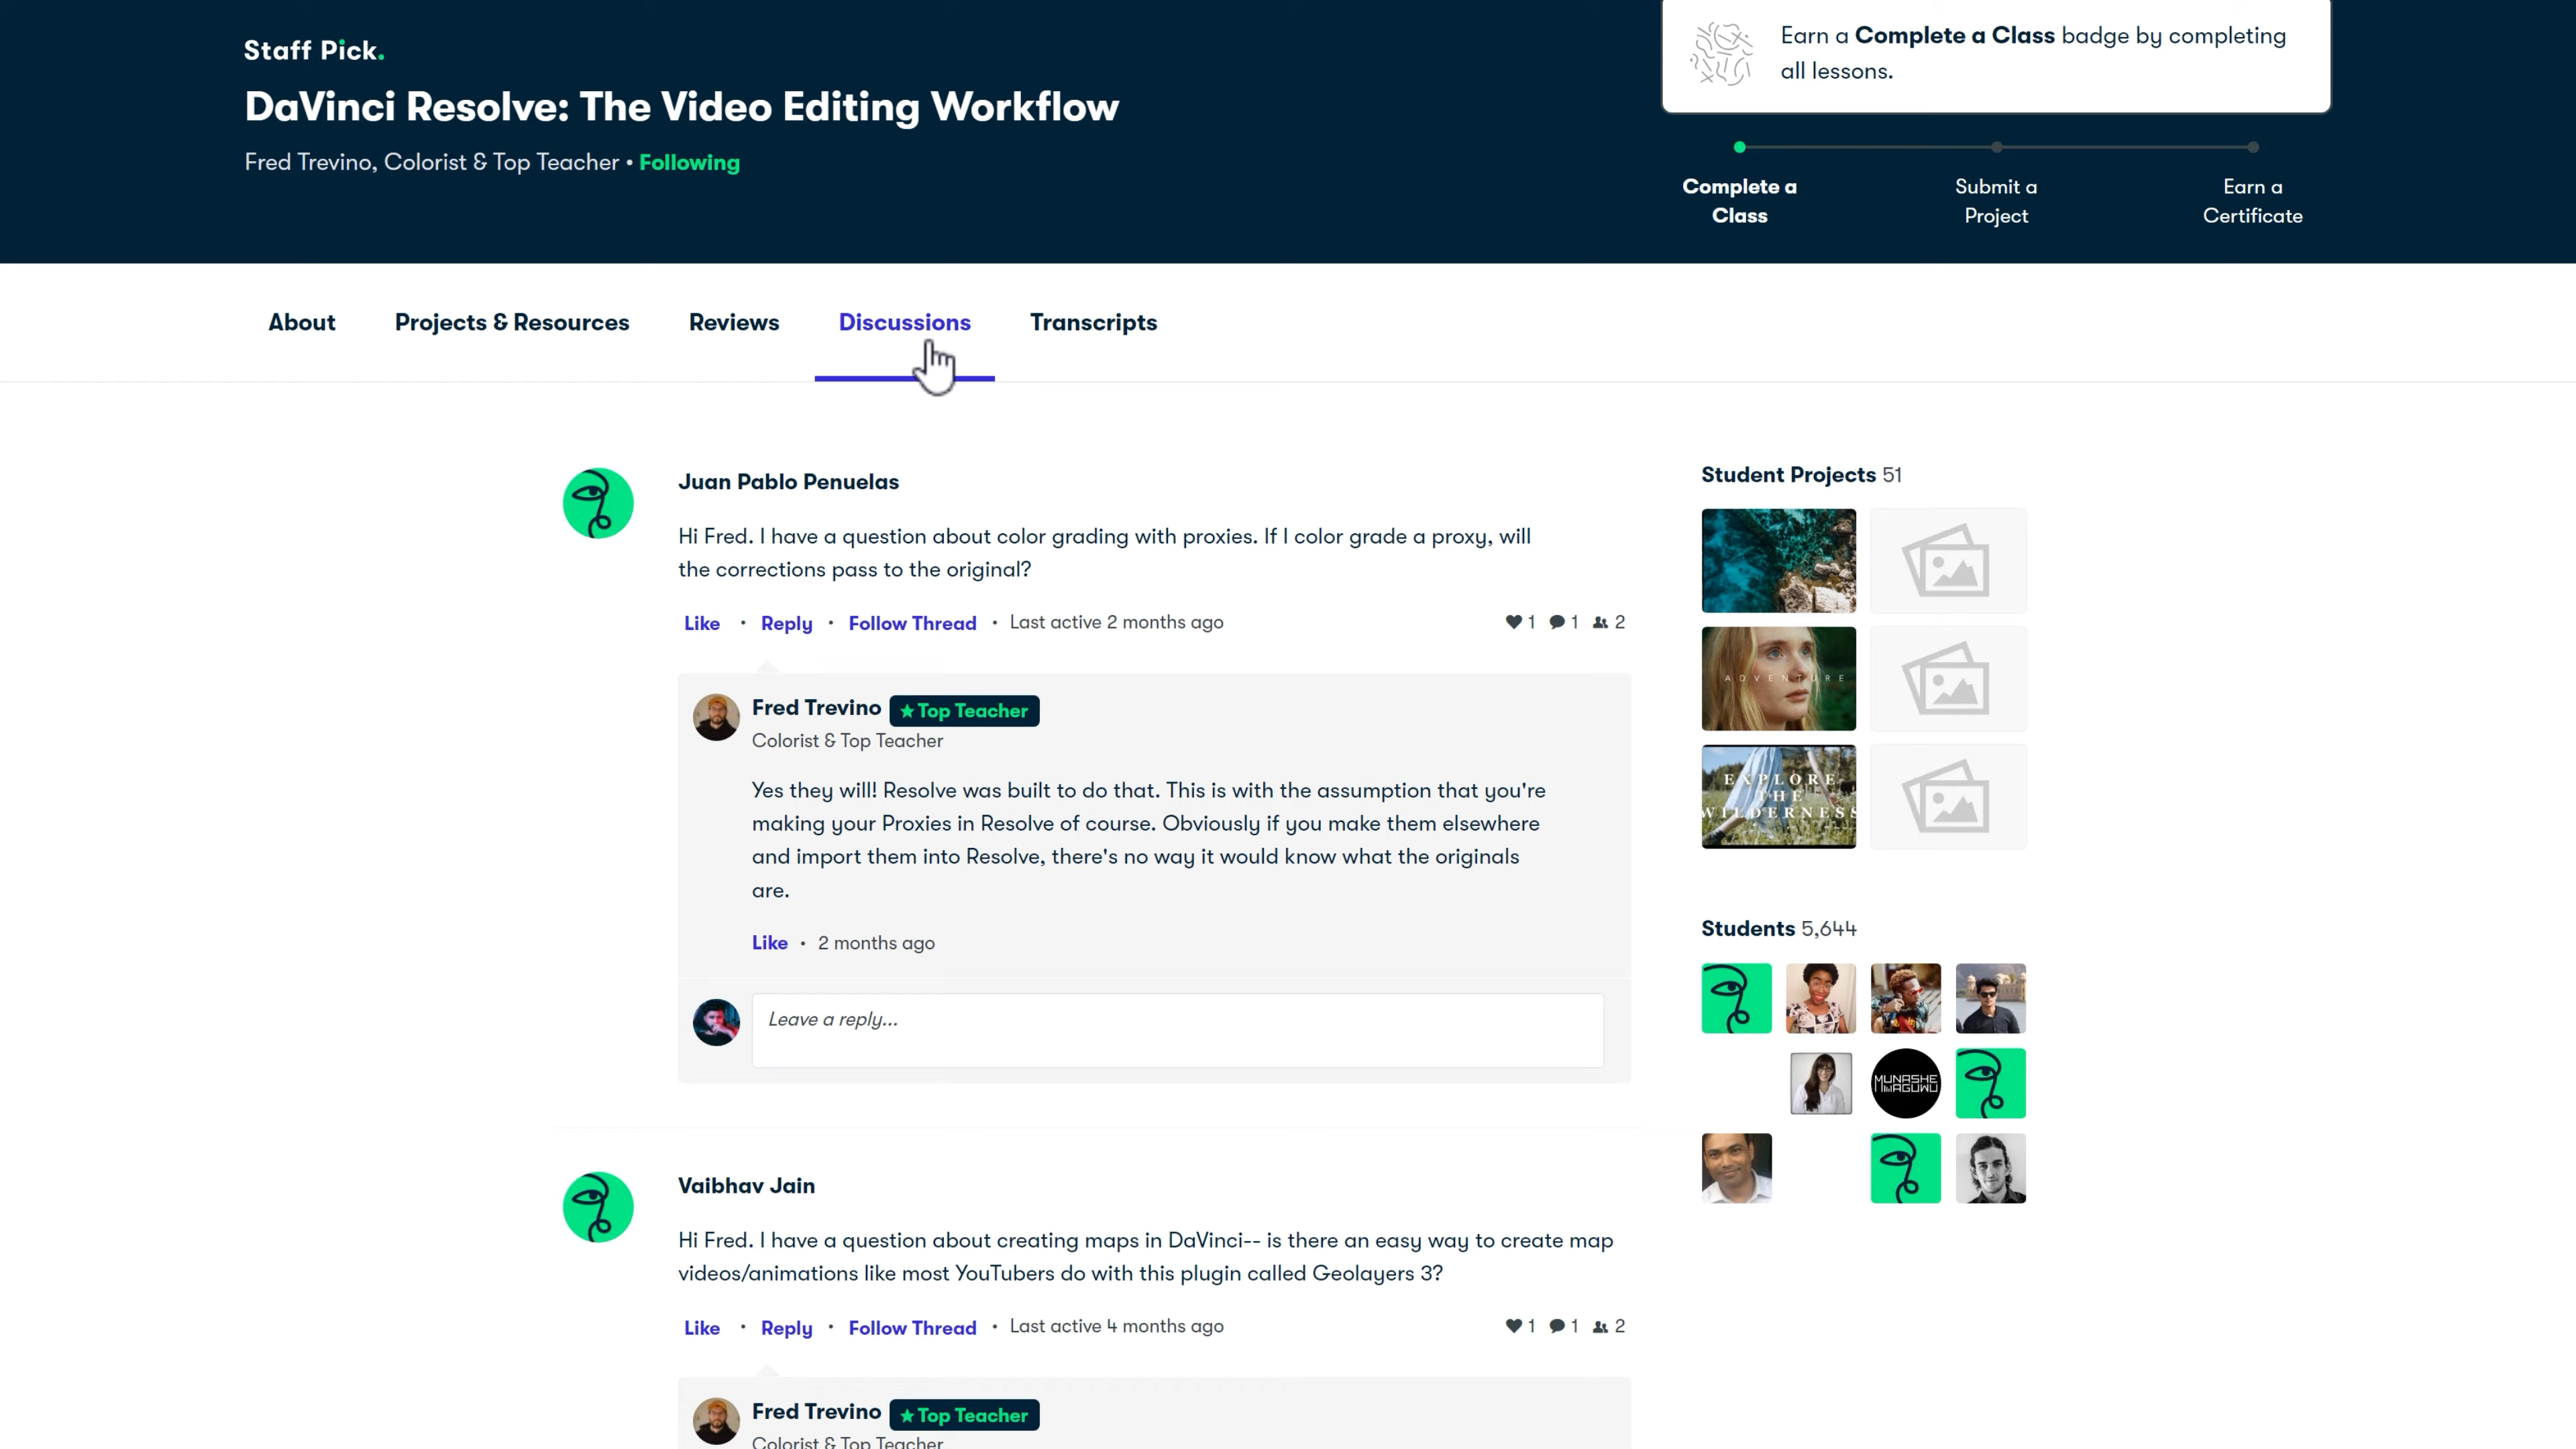 Staff Pick.
DaVinci Resolve: The Video Editing Workflow
Fred Trevino, Colorist & Top Teacher • Following
Earn a Complete a Class badge by completing
all lessons.
Complete a
Class
Submit a
Project
Earn a
Certificate
About
Projects & Resources
Reviews
Discussions
Transcripts
Juan Pablo Penuelas
Hi Fred. I have a question about color grading with proxies. If I color grade a proxy, will
the corrections pass to the original?
Like • Reply • Follow Thread • Last active 2 months ago
1 1 2
Fred Trevino Top Teacher
Colorist & Top Teacher
Yes they will! Resolve was built to do that. This is with the assumption that you're
making your Proxies in Resolve of course. Obviously if you make them elsewhere
and import them into Resolve, there's no way it would know what the originals
are.
Like • 2 months ago
Leave a reply...
Vaibhav Jain
Hi Fred. I have a question about creating maps in DaVinci-- is there an easy way to create map
videos/animations like most YouTubers do with this plugin called Geolayers 3?
Like • Reply • Follow Thread • Last active 4 months ago
1 1 2
Fred Trevino Top Teacher
Colorist & Top Teacher
Student Projects 51
ADVENTURE
EXPLORE
THE
WILDERNESS
Students 5,644
MUNASHE
MAGUWU